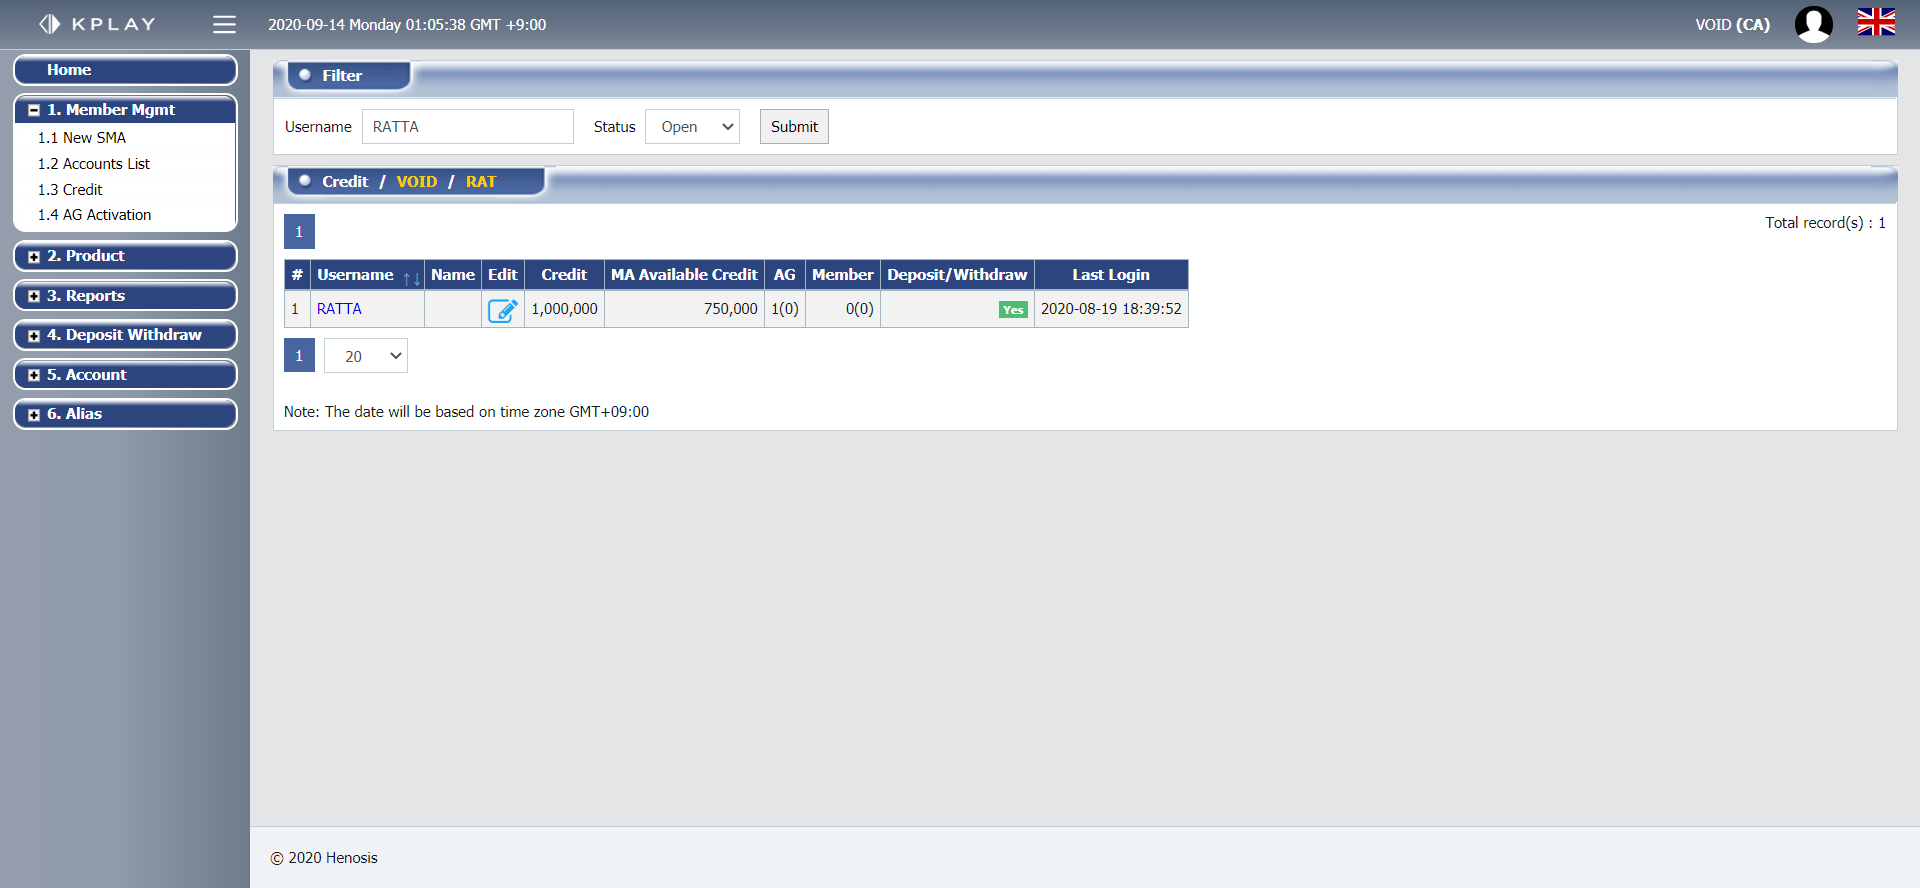 KPLAY
2020-09-14 Monday 01:05:38 GMT +9:00
VOID (CA)
Home
1. Member Mgmt
1.1 New SMA
1.2 Accounts List
1.3 Credit
1.4 AG Activation
2. Product
3. Reports
4. Deposit Withdraw
5. Account
6. Alias
Filter
Username RATTA Status Open Submit
Credit / VOID / RAT
1 Total record(s) : 1
# Username ↑↓ Name Edit Credit MA Available Credit AG Member Deposit/Withdraw Last Login
1 RATTA 1,000,000 750,000 1(0) 0(0) Yes 2020-08-19 18:39:52
1 20
Note: The date will be based on time zone GMT+09:00
© 2020 Henosis